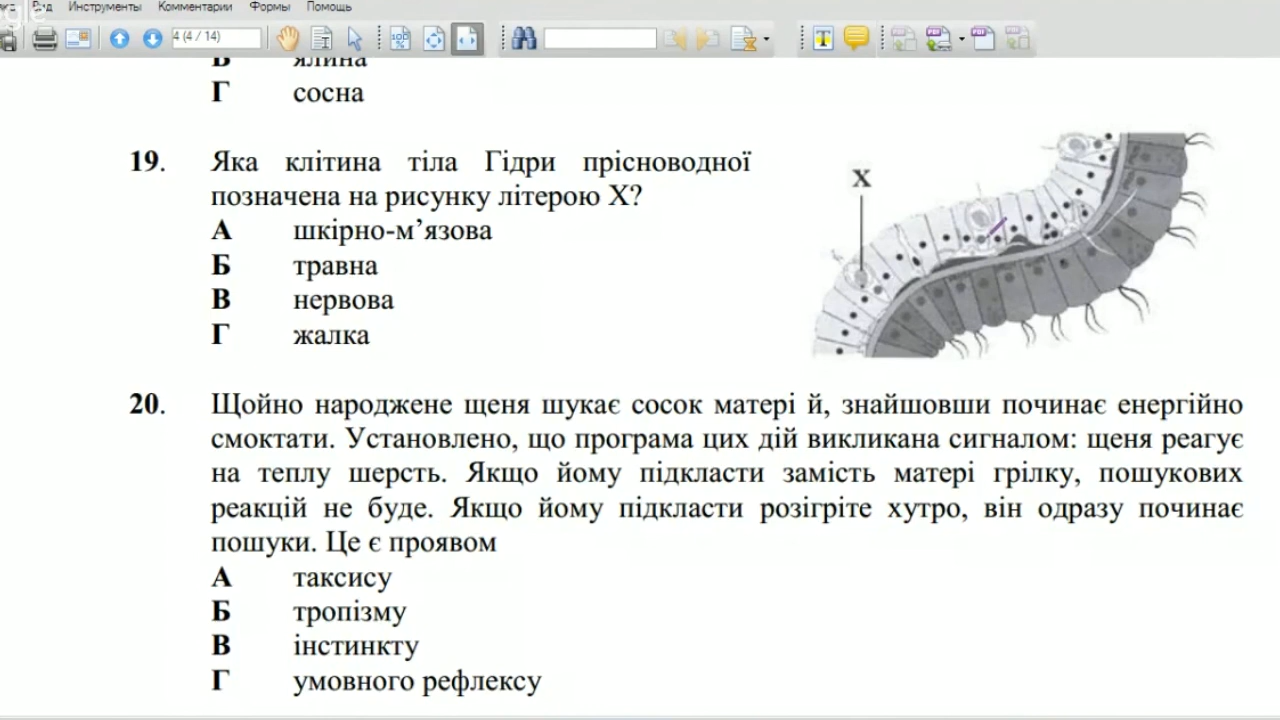 Вид Инструменты Комментарии Формы Помощь
4 (4 / 14)
В ялина
Г сосна
19. Яка клітина тіла Гідри прісноводної
позначена на рисунку літерою Х?
А шкірно-м’язова
Б травна
В нервова
Г жалка
X
20. Щойно народжене щеня шукає сосок матері й, знайшовши починає енергійно
смоктати. Установлено, що програма цих дій викликана сигналом: щеня реагує
на теплу шерсть. Якщо йому підкласти замість матері грілку, пошукових
реакцій не буде. Якщо йому підкласти розігріте хутро, він одразу починає
пошуки. Це є проявом
А таксису
Б тропізму
В інстинкту
Г умовного рефлексу